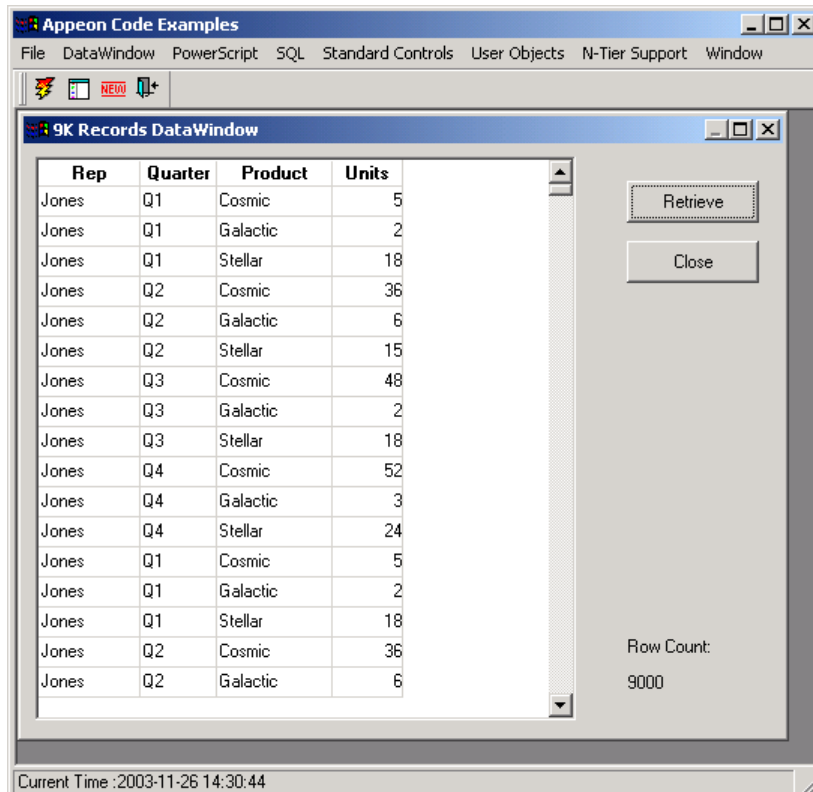 Appeon Code Examples
File DataWindow PowerScript SQL Standard Controls User Objects N-Tier Support Window
NEW
9K Records DataWindow
Rep Quarter Product Units
Jones Q1 Cosmic 5
Jones Q1 Galactic 2
Jones Q1 Stellar 18
Jones Q2 Cosmic 36
Jones Q2 Galactic 6
Jones Q2 Stellar 15
Jones Q3 Cosmic 48
Jones Q3 Galactic 2
Jones Q3 Stellar 18
Jones Q4 Cosmic 52
Jones Q4 Galactic 3
Jones Q4 Stellar 24
Jones Q1 Cosmic 5
Jones Q1 Galactic 2
Jones Q1 Stellar 18
Jones Q2 Cosmic 36
Jones Q2 Galactic 6
Retrieve
Close
Row Count:
9000
Current Time :2003-11-26 14:30:44